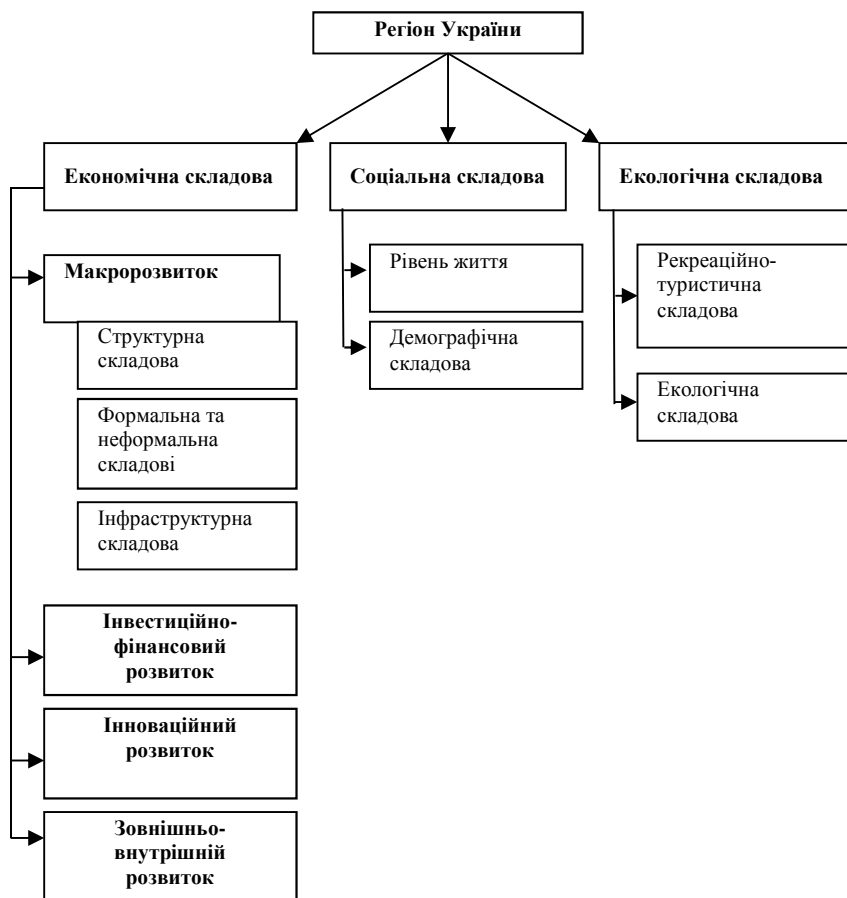 Регіон України
Економічна складова
Соціальна складова
Екологічна складова
Макророзвиток
Структурна
складова
Формальна та
неформальна
складові
Інфраструктурна
складова
Інвестиційно-
фінансовий
розвиток
Інноваційний
розвиток
Зовнішньо-
внутрішній
розвиток
Рівень життя
Демографічна
складова
Рекреаційно-
туристична
складова
Екологічна
складова